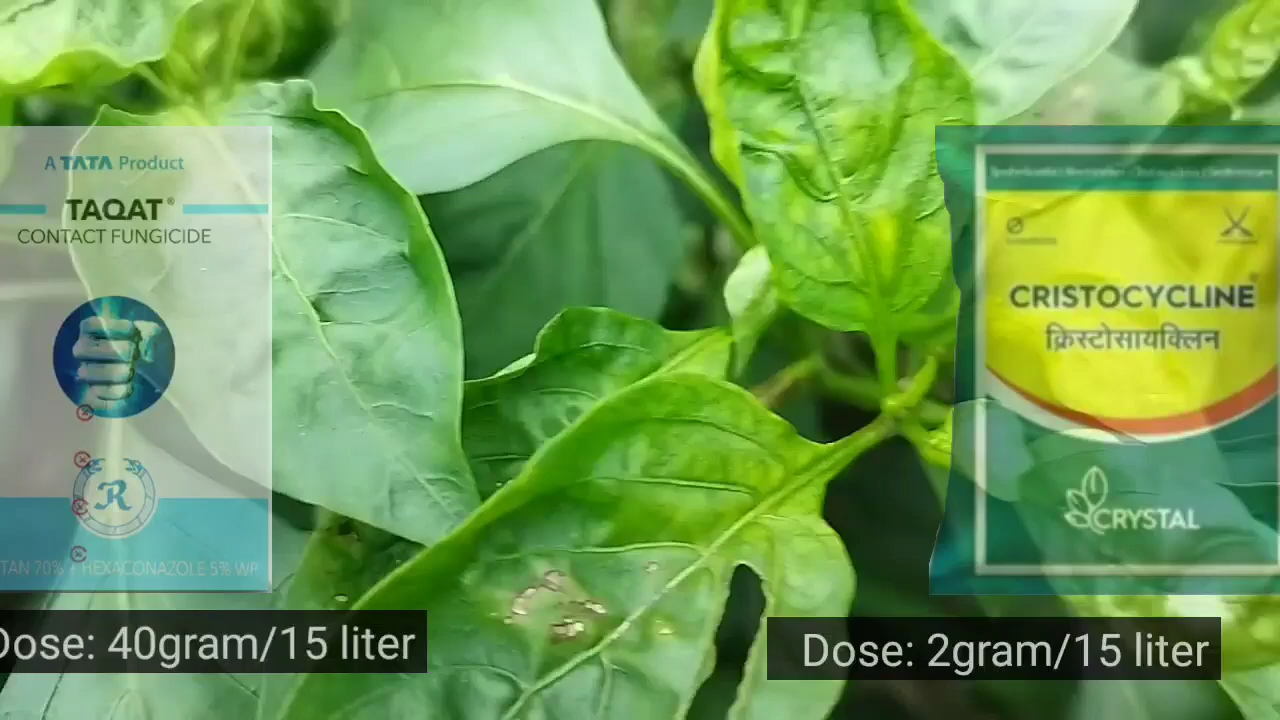 A TATA Product
TAQAT®
CONTACT FUNGICIDE
R
TAN 20% + HEXACONAZOLE 5% WP
Dose: 40gram/15 liter
CRISTOCYCLINE
क्रिस्टोसायक्लिन
CRYSTAL
Dose: 2gram/15 liter